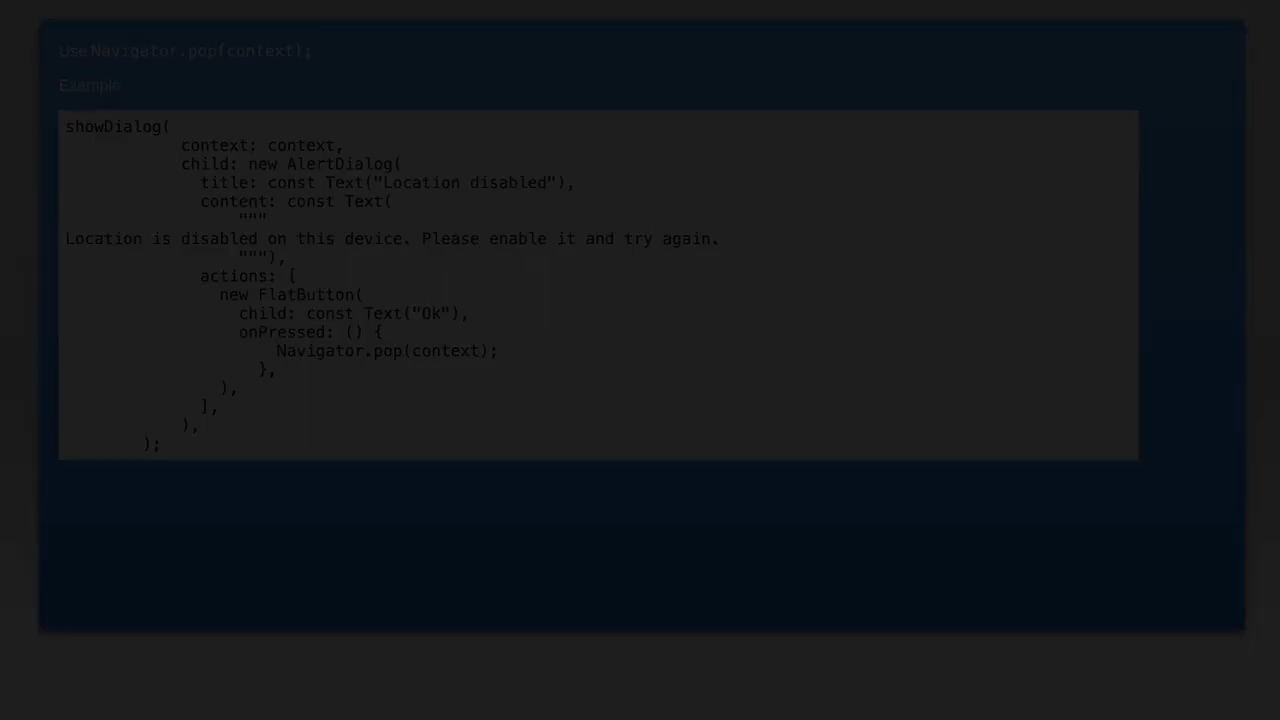 Use Navigator.pop(context);
Example
showDialog(
            context: context,
            child: new AlertDialog(
              title: const Text("Location disabled"),
              content: const Text(
                  """
Location is disabled on this device. Please enable it and try again.
                  """),
              actions: [
                new FlatButton(
                  child: const Text("Ok"),
                  onPressed: () {
                      Navigator.pop(context);
                    },
                ),
              ],
            ),
        );